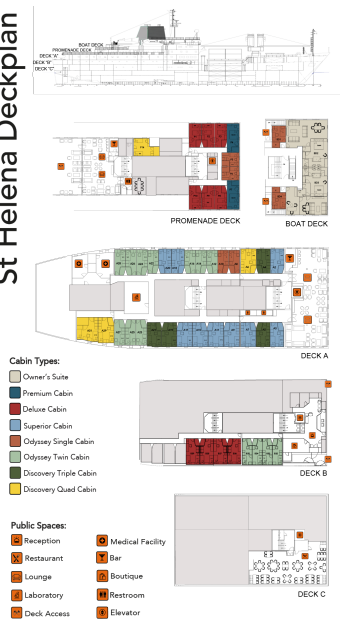 St Helena Deckplan
BOAT DECK
PROMENADE DECK
DECK "A"
DECK "B"
DECK "C"
PROMENADE DECK
BOAT DECK
DECK A
Cabin Types:
Owner's Suite
Premium Cabin
Deluxe Cabin
Superior Cabin
Odyssey Single Cabin
Odyssey Twin Cabin
Discovery Triple Cabin
Discovery Quad Cabin
DECK B
Public Spaces:
Reception
Medical Facility
Restaurant
Bar
Lounge
Boutique
Laboratory
Restroom
Deck Access
Elevator
DECK C